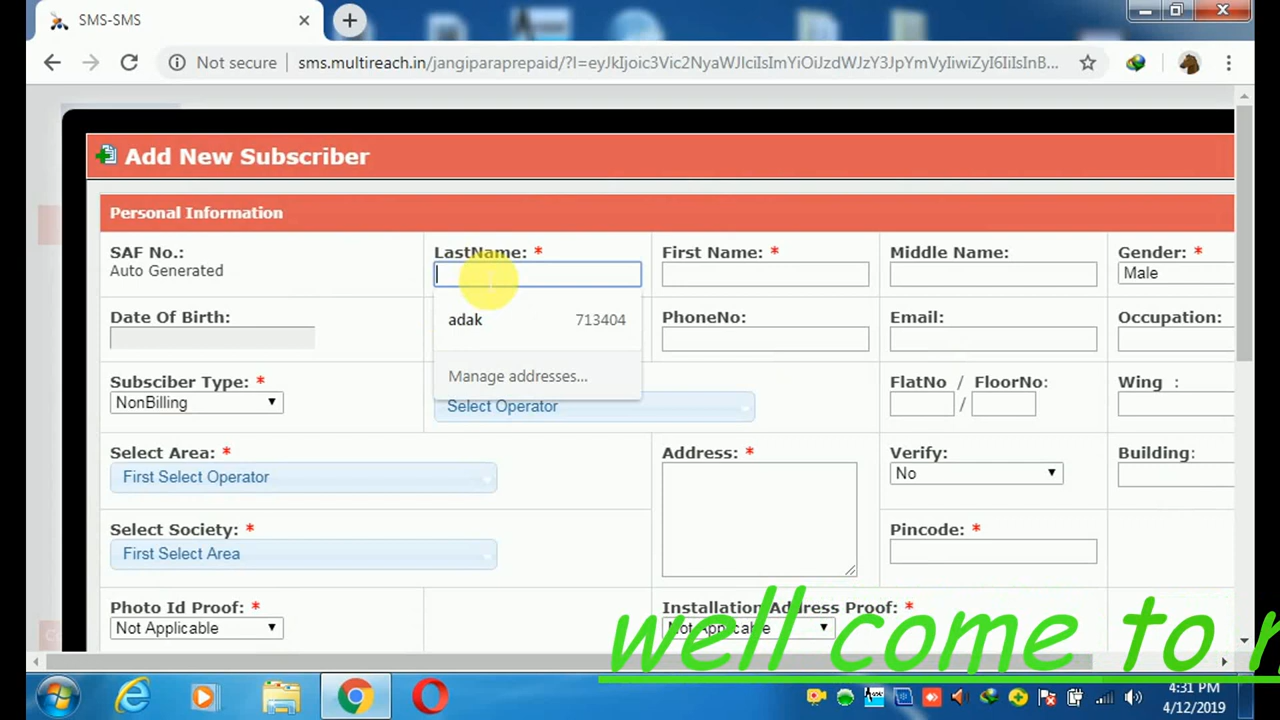 SMS-SMS
Not secure
sms.multireach.in/jangiparaprepaid/?l=eyJkIjoic3Vic2NyaWJlciIsImYiOiJzdWJzY3JpYmVyIiwiZyI6IiIsInB...
Add New Subscriber
Personal Information
SAF No.: LastName: * First Name: * Middle Name: Gender: *
Auto Generated Male
Date Of Birth: PhoneNo: Email: Occupation:
adak 713404
Manage addresses...
Subsciber Type: * FlatNo / FloorNo: Wing :
NonBilling Select Operator /
Select Area: * Address: * Verify: Building:
First Select Operator No
Select Society: * Pincode: *
First Select Area
Photo Id Proof: * Installation Address Proof: *
Not Applicable Not Applicable
well come to
4:31 PM
4/12/2019